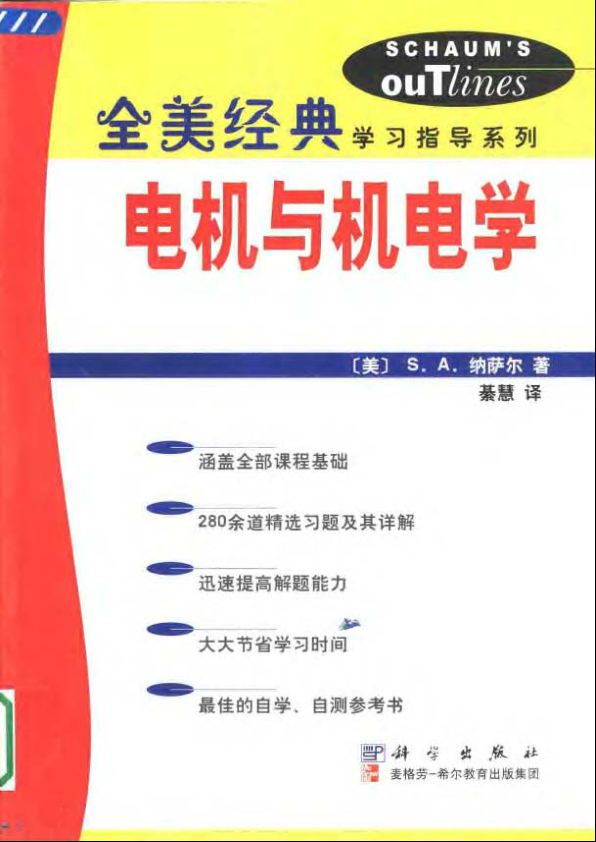 SCHAUM'S
ouTlines
全美经典学习指导系列
电机与机电学
〔美〕 S. A. 纳萨尔 著
綦慧 译
涵盖全部课程基础
280余道精选习题及其详解
迅速提高解题能力
大大节省学习时间
最佳的自学、自测参考书
科学出版社
麦格劳-希尔教育出版集团